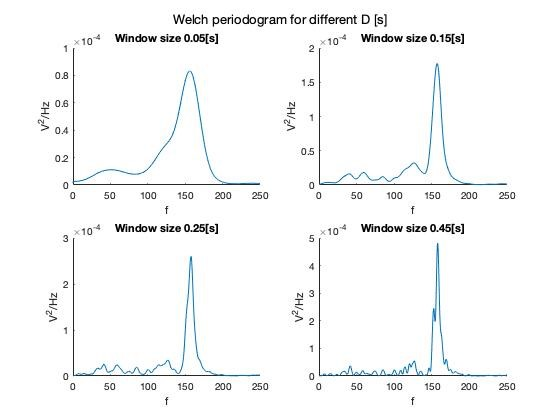 Welch periodogram for different D [s]
×10^-4 Window size 0.05[s]
1
0.8
0.6
0.4
0.2
0
V^2/Hz
0 50 100 150 200 250
f
×10^-4 Window size 0.15[s]
2
1.5
1
0.5
0
V^2/Hz
0 50 100 150 200 250
f
×10^-4 Window size 0.25[s]
3
2
1
0
V^2/Hz
0 50 100 150 200 250
f
×10^-4 Window size 0.45[s]
5
4
3
2
1
0
V^2/Hz
0 50 100 150 200 250
f